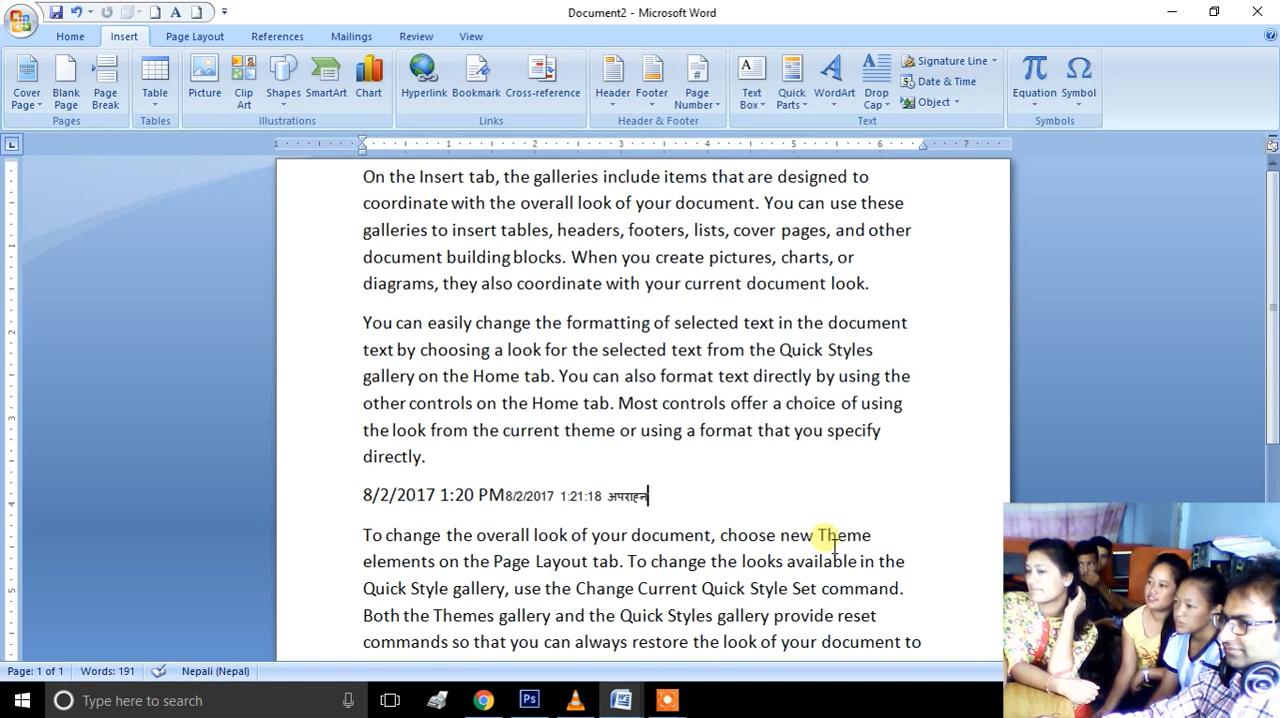 Document2 - Microsoft Word
Home Insert Page Layout References Mailings Review View
Cover Page
Blank Page
Page Break
Table
Picture
Clip Art
Shapes
SmartArt
Chart
Hyperlink
Bookmark
Cross-reference
Header
Footer
Page Number
Text Box
Quick Parts
WordArt
Drop Cap
Signature Line
Date & Time
Object
Equation
Symbol
Pages Tables Illustrations Links Header & Footer Text Symbols
1 1 2 3 4 5 6 7
On the Insert tab, the galleries include items that are designed to
coordinate with the overall look of your document. You can use these
galleries to insert tables, headers, footers, lists, cover pages, and other
document building blocks. When you create pictures, charts, or
diagrams, they also coordinate with your current document look.
You can easily change the formatting of selected text in the document
text by choosing a look for the selected text from the Quick Styles
gallery on the Home tab. You can also format text directly by using the
other controls on the Home tab. Most controls offer a choice of using
the look from the current theme or using a format that you specify
directly.
8/2/2017 1:20 PM8/2/2017 1:21:18 अपराह्न
To change the overall look of your document, choose new Theme
elements on the Page Layout tab. To change the looks available in the
Quick Style gallery, use the Change Current Quick Style Set command.
Both the Themes gallery and the Quick Styles gallery provide reset
commands so that you can always restore the look of your document to
Page: 1 of 1 Words: 191 Nepali (Nepal)
Type here to search
Ps